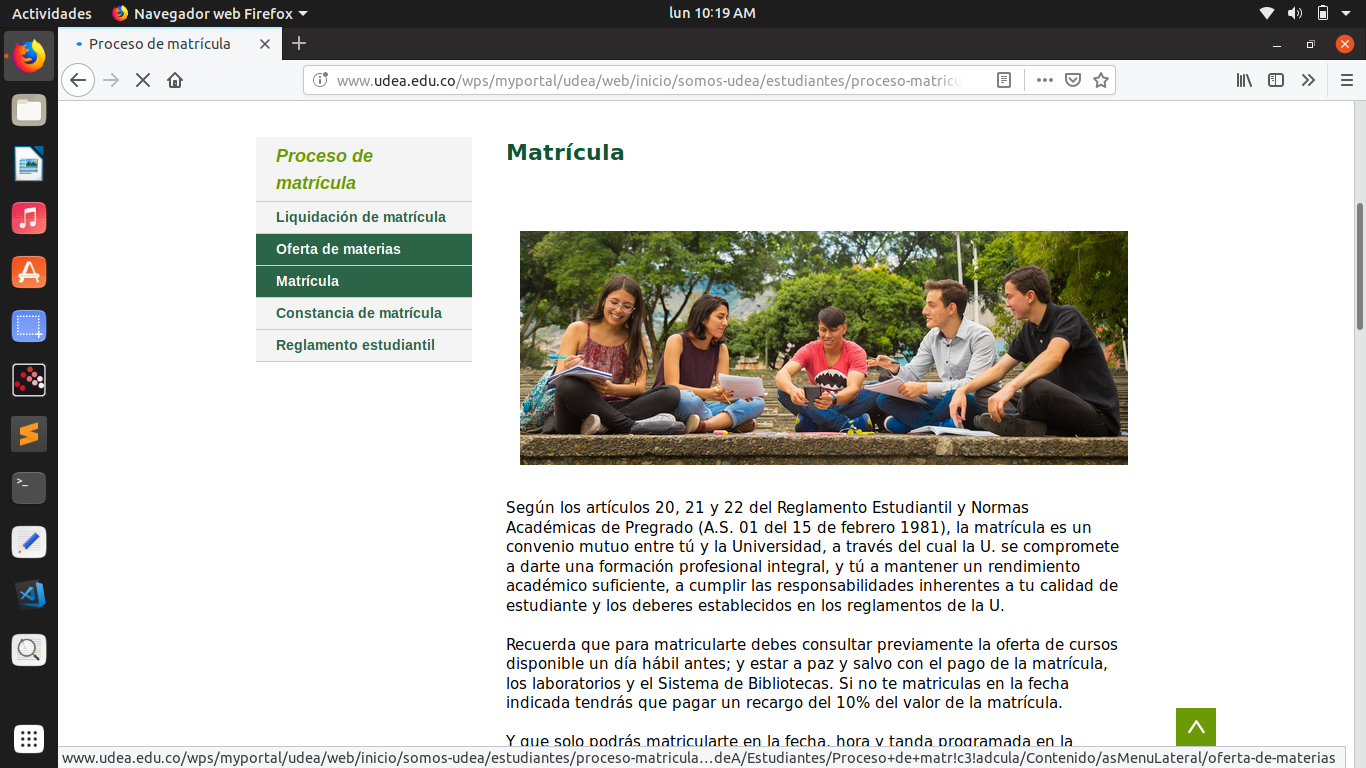 Actividades
Navegador web Firefox
lun 10:19 AM
Proceso de matrícula
www.udea.edu.co/wps/myportal/udea/web/inicio/somos-udea/estudiantes/proceso-matricu
Proceso de
matrícula
Liquidación de matrícula
Oferta de materias
Matrícula
Constancia de matrícula
Reglamento estudiantil
Matrícula
Según los artículos 20, 21 y 22 del Reglamento Estudiantil y Normas
Académicas de Pregrado (A.S. 01 del 15 de febrero 1981), la matrícula es un
convenio mutuo entre tú y la Universidad, a través del cual la U. se compromete
a darte una formación profesional integral, y tú a mantener un rendimiento
académico suficiente, a cumplir las responsabilidades inherentes a tu calidad de
estudiante y los deberes establecidos en los reglamentos de la U.
Recuerda que para matricularte debes consultar previamente la oferta de cursos
disponible un día hábil antes; y estar a paz y salvo con el pago de la matrícula,
los laboratorios y el Sistema de Bibliotecas. Si no te matriculas en la fecha
indicada tendrás que pagar un recargo del 10% del valor de la matrícula.
Y que solo podrás matricularte en la fecha, hora y tanda programada en la
www.udea.edu.co/wps/myportal/udea/web/inicio/somos-udea/estudiantes/proceso-matricula...deA/Estudiantes/Proceso+de+matr!c3!adcula/Contenido/asMenuLateral/oferta-de-materias